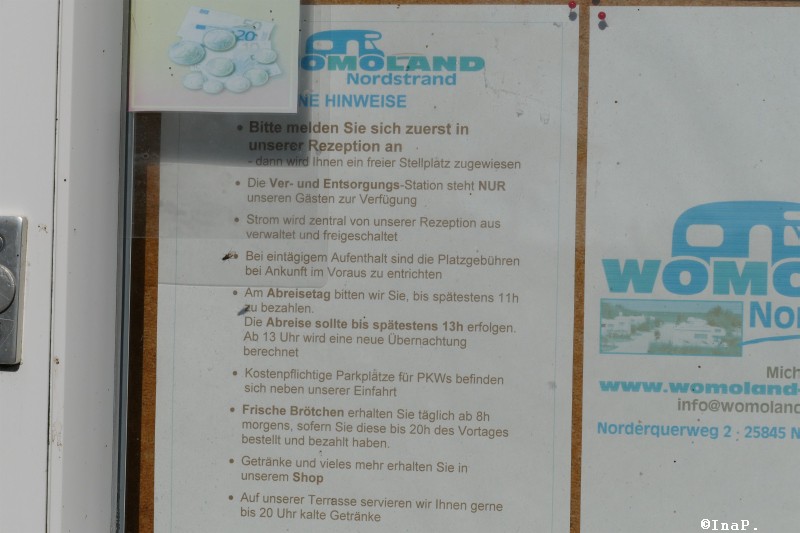 50
20
OMOLAND
Nordstrand
NE HINWEISE
• Bitte melden Sie sich zuerst in
unserer Rezeption an
- dann wird Ihnen ein freier Stellplatz zugewiesen
• Die Ver- und Entsorgungs-Station steht NUR
unseren Gästen zur Verfügung
• Strom wird zentral von unserer Rezeption aus
verwaltet und freigeschaltet
• Bei eintägigem Aufenthalt sind die Platzgebühren
bei Ankunft im Voraus zu entrichten
• Am Abreisetag bitten wir Sie, bis spätestens 11h
zu bezahlen.
Die Abreise sollte bis spätestens 13h erfolgen.
Ab 13 Uhr wird eine neue Übernachtung
berechnet
• Kostenpflichtige Parkplätze für PKWs befinden
sich neben unserer Einfahrt
• Frische Brötchen erhalten Sie täglich ab 8h
morgens, sofern Sie diese bis 20h des Vortages
bestellt und bezahlt haben.
• Getränke und vieles mehr erhalten Sie in
unserem Shop
• Auf unserer Terrasse servieren wir Ihnen gerne
bis 20 Uhr kalte Getränke
WOMOL
Nor
Mich
www.womoland-
info@womoland
Norderquerweg 2 · 25845 N
©InaP.